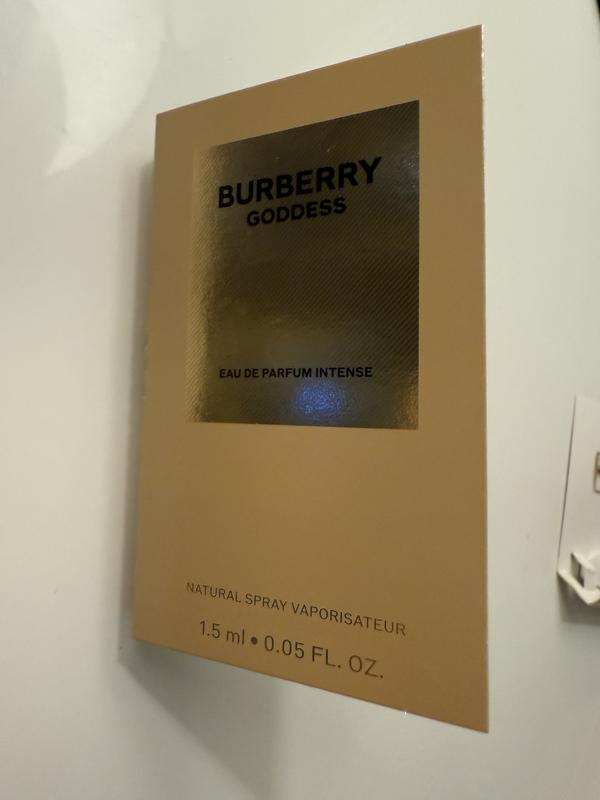 BURBERRY
GODDESS
EAU DE PARFUM INTENSE
NATURAL SPRAY VAPORISATEUR
1.5 ml • 0.05 FL. OZ.